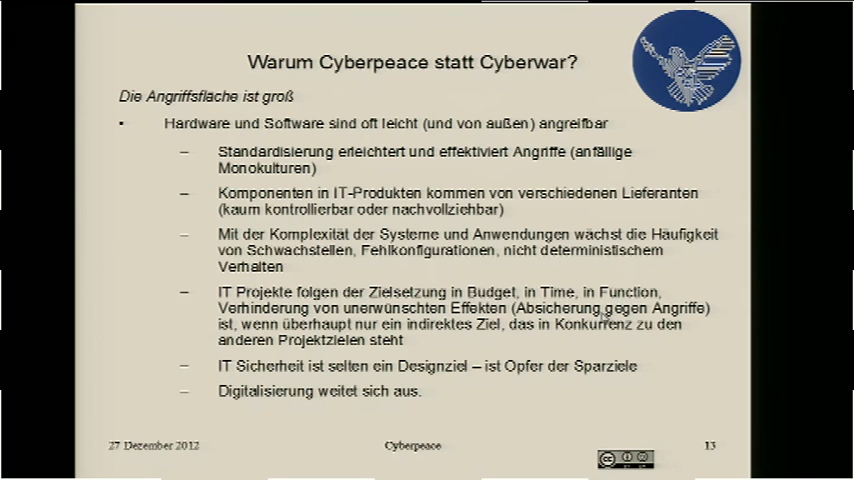 Warum Cyberpeace statt Cyberwar?
Die Angriffsfläche ist groß
• Hardware und Software sind oft leicht (und von außen) angreifbar
– Standardisierung erleichtert und effektiviert Angriffe (anfällige
Monokulturen)
– Komponenten in IT-Produkten kommen von verschiedenen Lieferanten
(kaum kontrollierbar oder nachvollziehbar)
– Mit der Komplexität der Systeme und Anwendungen wächst die Häufigkeit
von Schwachstellen, Fehlkonfigurationen, nicht deterministischem
Verhalten
– IT Projekte folgen der Zielsetzung in Budget, in Time, in Function,
Verhinderung von unerwünschten Effekten (Absicherung gegen Angriffe)
ist, wenn überhaupt nur ein indirektes Ziel, das in Konkurrenz zu den
anderen Projektzielen steht
– IT Sicherheit ist selten ein Designziel – ist Opfer der Sparziele
– Digitalisierung weitet sich aus.
27 Dezember 2012 Cyberpeace 13
cc